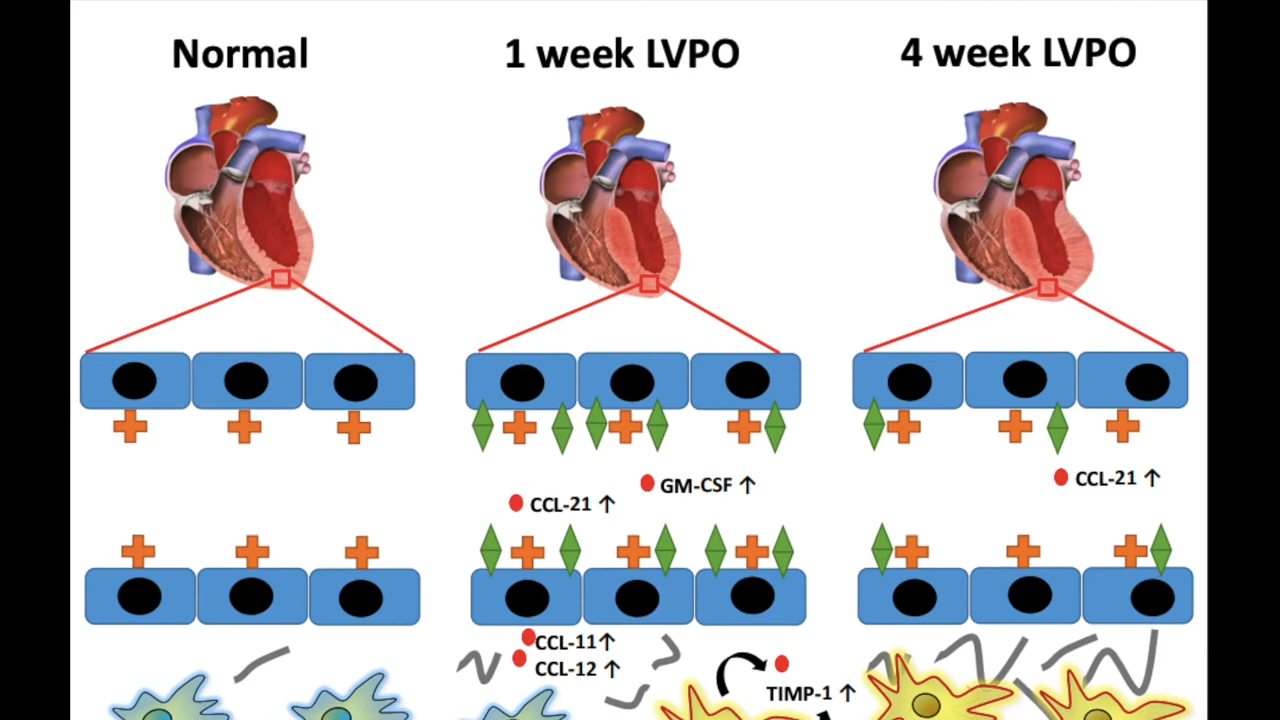 Normal
1 week LVPO
4 week LVPO
GM-CSF ↑
CCL-21 ↑
CCL-21 ↑
CCL-11↑
CCL-12 ↑
TIMP-1 ↑